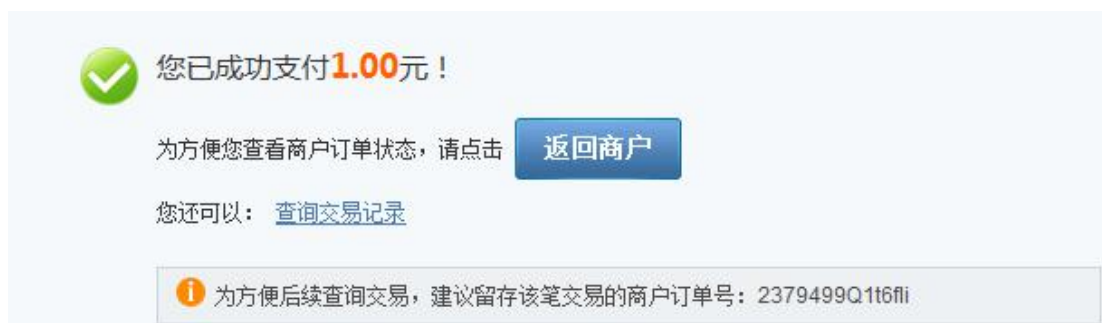 您已成功支付1.00元！
为方便您查看商户订单状态，请点击 返回商户
您还可以： 查询交易记录
为方便后续查询交易，建议留存该笔交易的商户订单号：2379499Q1t6fli